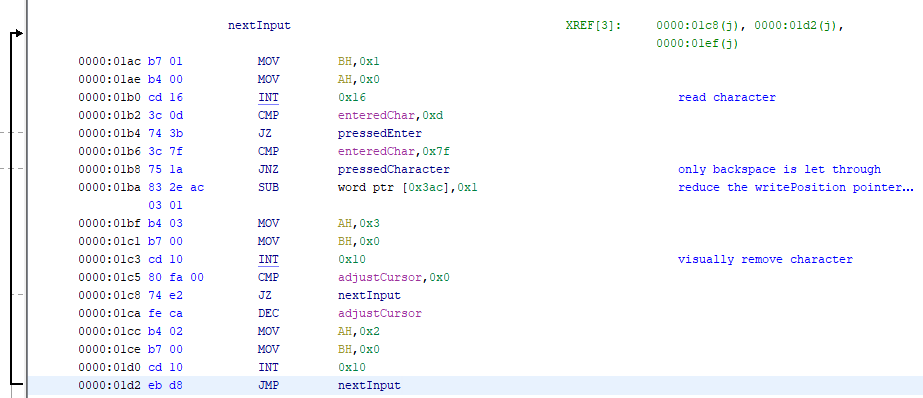 nextInput XREF[3]: 0000:01c8(j), 0000:01d2(j),
0000:01ef(j)
0000:01ac b7 01 MOV BH,0x1
0000:01ae b4 00 MOV AH,0x0
0000:01b0 cd 16 INT 0x16 read character
0000:01b2 3c 0d CMP enteredChar,0xd
0000:01b4 74 3b JZ pressedEnter
0000:01b6 3c 7f CMP enteredChar,0x7f
0000:01b8 75 1a JNZ pressedCharacter only backspace is let through
0000:01ba 83 2e ac SUB word ptr [0x3ac],0x1 reduce the writePosition pointer...
03 01
0000:01bf b4 03 MOV AH,0x3
0000:01c1 b7 00 MOV BH,0x0
0000:01c3 cd 10 INT 0x10 visually remove character
0000:01c5 80 fa 00 CMP adjustCursor,0x0
0000:01c8 74 e2 JZ nextInput
0000:01ca fe ca DEC adjustCursor
0000:01cc b4 02 MOV AH,0x2
0000:01ce b7 00 MOV BH,0x0
0000:01d0 cd 10 INT 0x10
0000:01d2 eb d8 JMP nextInput